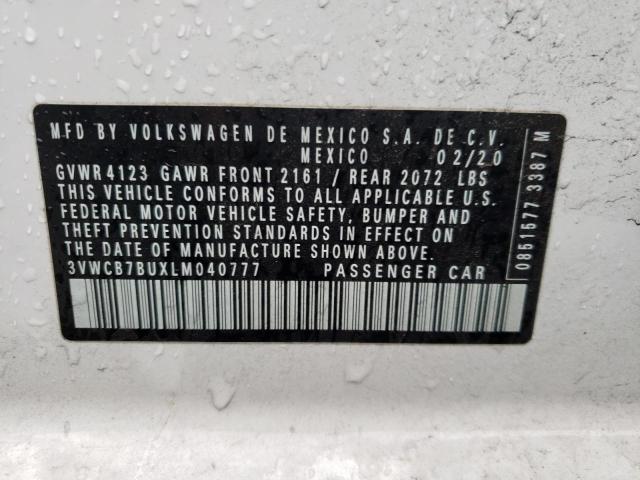 MFD BY VOLKSWAGEN DE MEXICO S.A. DE C.V.
MEXICO 02/20
GVWR 4123 GAWR FRONT 2161 / REAR 2072 LBS
THIS VEHICLE CONFORMS TO ALL APPLICABLE U.S.
FEDERAL MOTOR VEHICLE SAFETY, BUMPER AND
THEFT PREVENTION STANDARDS IN EFFECT ON
THE DATE OF MANUFACTURE SHOWN ABOVE.
3VWCB7BUXLM040777 PASSENGER CAR
0851577 3387 M